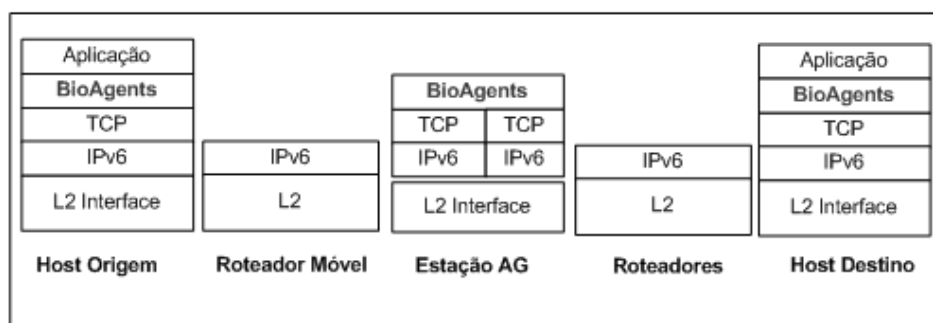 Aplicação
BioAgents
TCP
IPv6
L2 Interface
Host Origem
IPv6
L2
Roteador Móvel
BioAgents
TCP TCP
IPv6 IPv6
L2 Interface
Estação AG
IPv6
L2
Roteadores
Aplicação
BioAgents
TCP
IPv6
L2 Interface
Host Destino